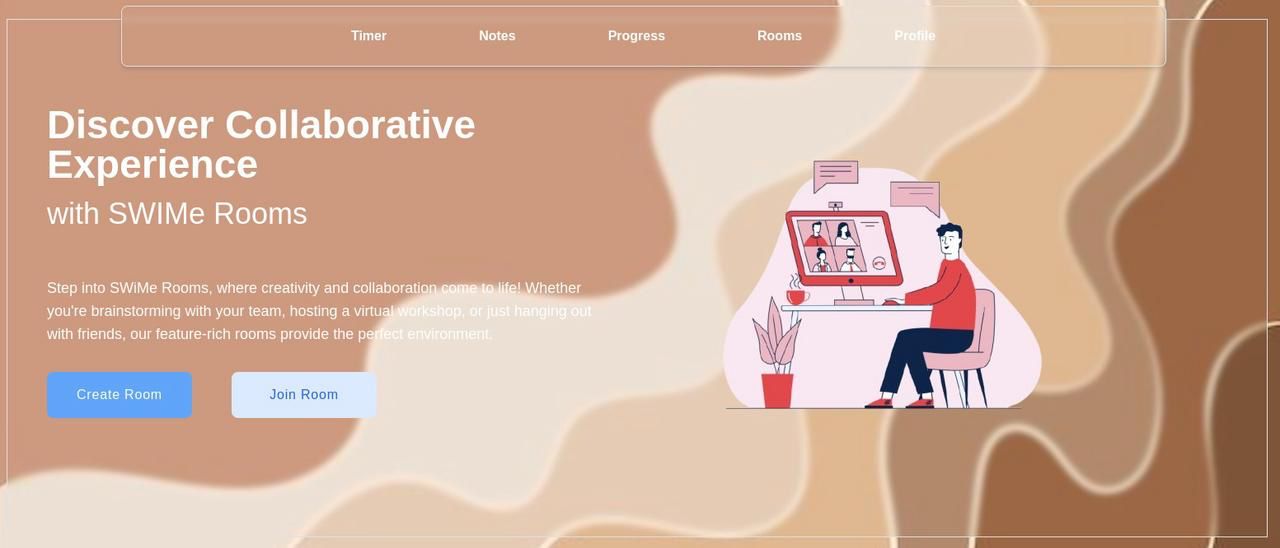 Timer Notes Progress Rooms Profile
Discover Collaborative
Experience
with SWIMe Rooms
Step into SWiMe Rooms, where creativity and collaboration come to life! Whether
you're brainstorming with your team, hosting a virtual workshop, or just hanging out
with friends, our feature-rich rooms provide the perfect environment.
Create Room Join Room